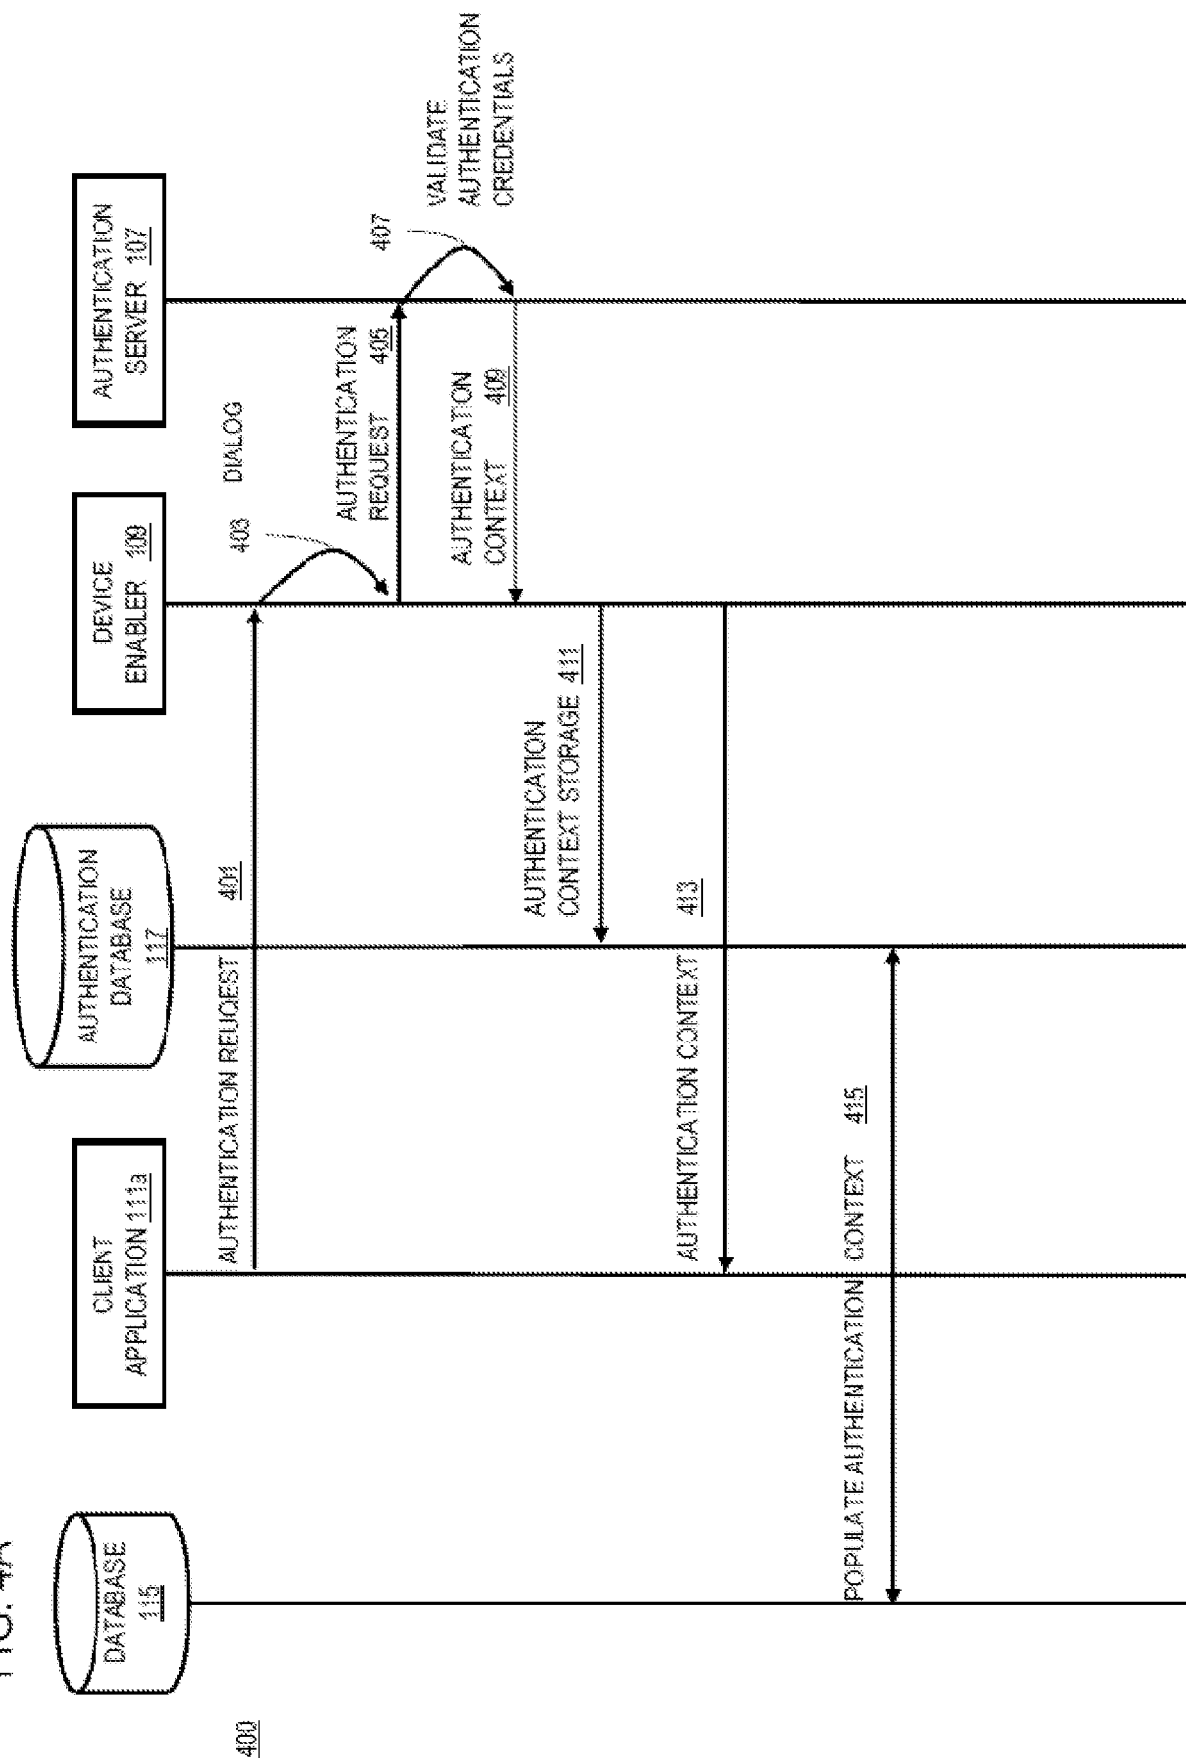 FIG. 4A
400
DATABASE
115
CLIENT
APPLICATION 111a
AUTHENTICATION
DATABASE
117
DEVICE
ENABLER 109
AUTHENTICATION
SERVER 107
AUTHENTICATION REUQEST 401
403
DIALOG
AUTHENTICATION
REQUEST 405
407
VALIDATE
AUTHENTICATION
CREDENTIALS
AUTHENTICATION
CONTEXT 409
AUTHENTICATION
CONTEXT STORAGE 411
AUTHENTICATION CONTEXT 413
POPULATE AUTHENTICATION CONTEXT 415